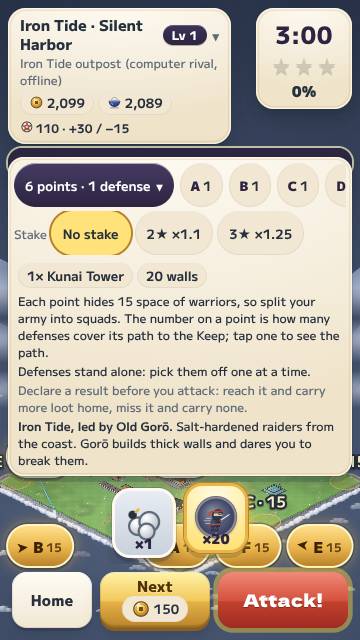 Iron Tide · Silent
Harbor
Lv 1 ▾
Iron Tide outpost (computer rival,
offline)
2,099 2,089
110 · +30 / −15
3:00
0%
6 points · 1 defense ▾
A 1
B 1
C 1
D
Stake
No stake
2★ ×1.1
3★ ×1.25
1× Kunai Tower
20 walls
Each point hides 15 space of warriors, so split your
army into squads. The number on a point is how many
defenses cover its path to the Keep; tap one to see the
path.
Defenses stand alone: pick them off one at a time.
Declare a result before you attack: reach it and carry
more loot home, miss it and carry none.
Iron Tide, led by Old Gorō. Salt-hardened raiders from
the coast. Gorō builds thick walls and dares you to
break them.
×1
×20
C · 15
➤ B 15
A 1
F 15
➤ E 15
Home
Next
150
Attack!